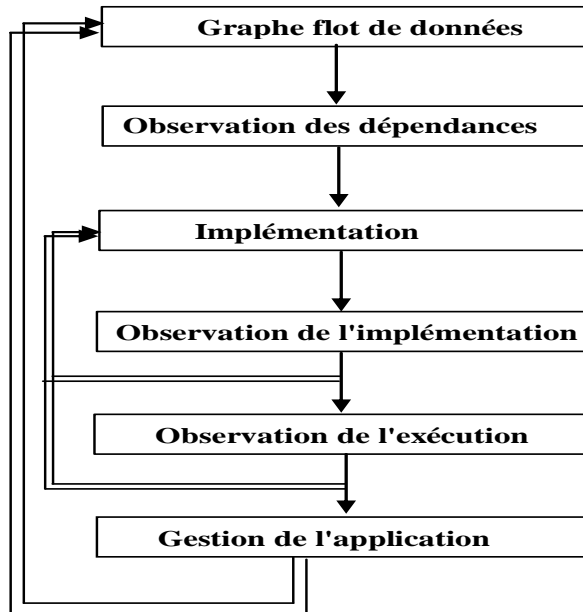 Graphe flot de données
Observation des dépendances
Implémentation
Observation de l'implémentation
Observation de l'exécution
Gestion de l'application